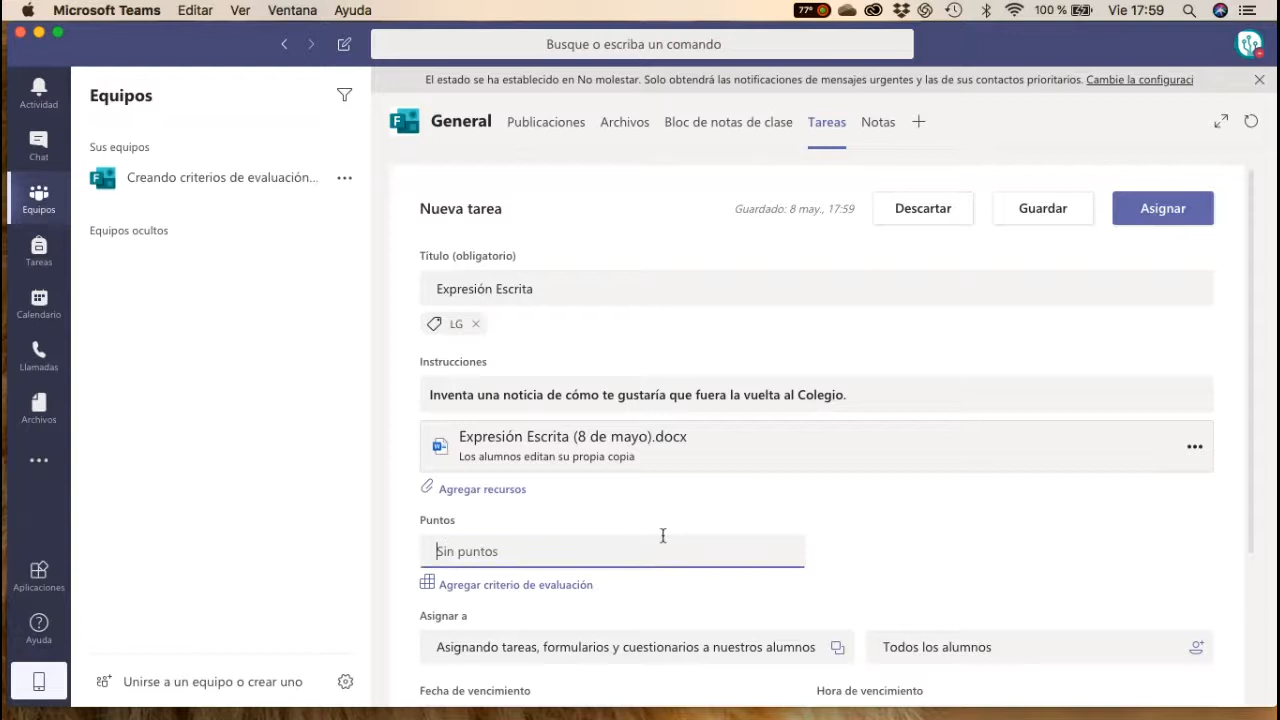 Microsoft Teams Editar Ver Ventana Ayuda 77° 100 % Vie 17:59
Busque o escriba un comando
El estado se ha establecido en No molestar. Solo obtendrá las notificaciones de mensajes urgentes y las de sus contactos prioritarios. Cambie la configuraci
Actividad
Chat
Equipos
Tareas
Calendario
Llamadas
Archivos
Aplicaciones
Ayuda
Equipos
Sus equipos
F Creando criterios de evaluación...
Equipos ocultos
Unirse a un equipo o crear uno
F General Publicaciones Archivos Bloc de notas de clase Tareas Notas
Nueva tarea Guardado: 8 may., 17:59 Descartar Guardar Asignar
Título (obligatorio)
Expresión Escrita
LG
Instrucciones
Inventa una noticia de cómo te gustaría que fuera la vuelta al Colegio.
Expresión Escrita (8 de mayo).docx
Los alumnos editan su propia copia
Agregar recursos
Puntos
Sin puntos
Agregar criterio de evaluación
Asignar a
Asignando tareas, formularios y cuestionarios a nuestros alumnos Todos los alumnos
Fecha de vencimiento Hora de vencimiento